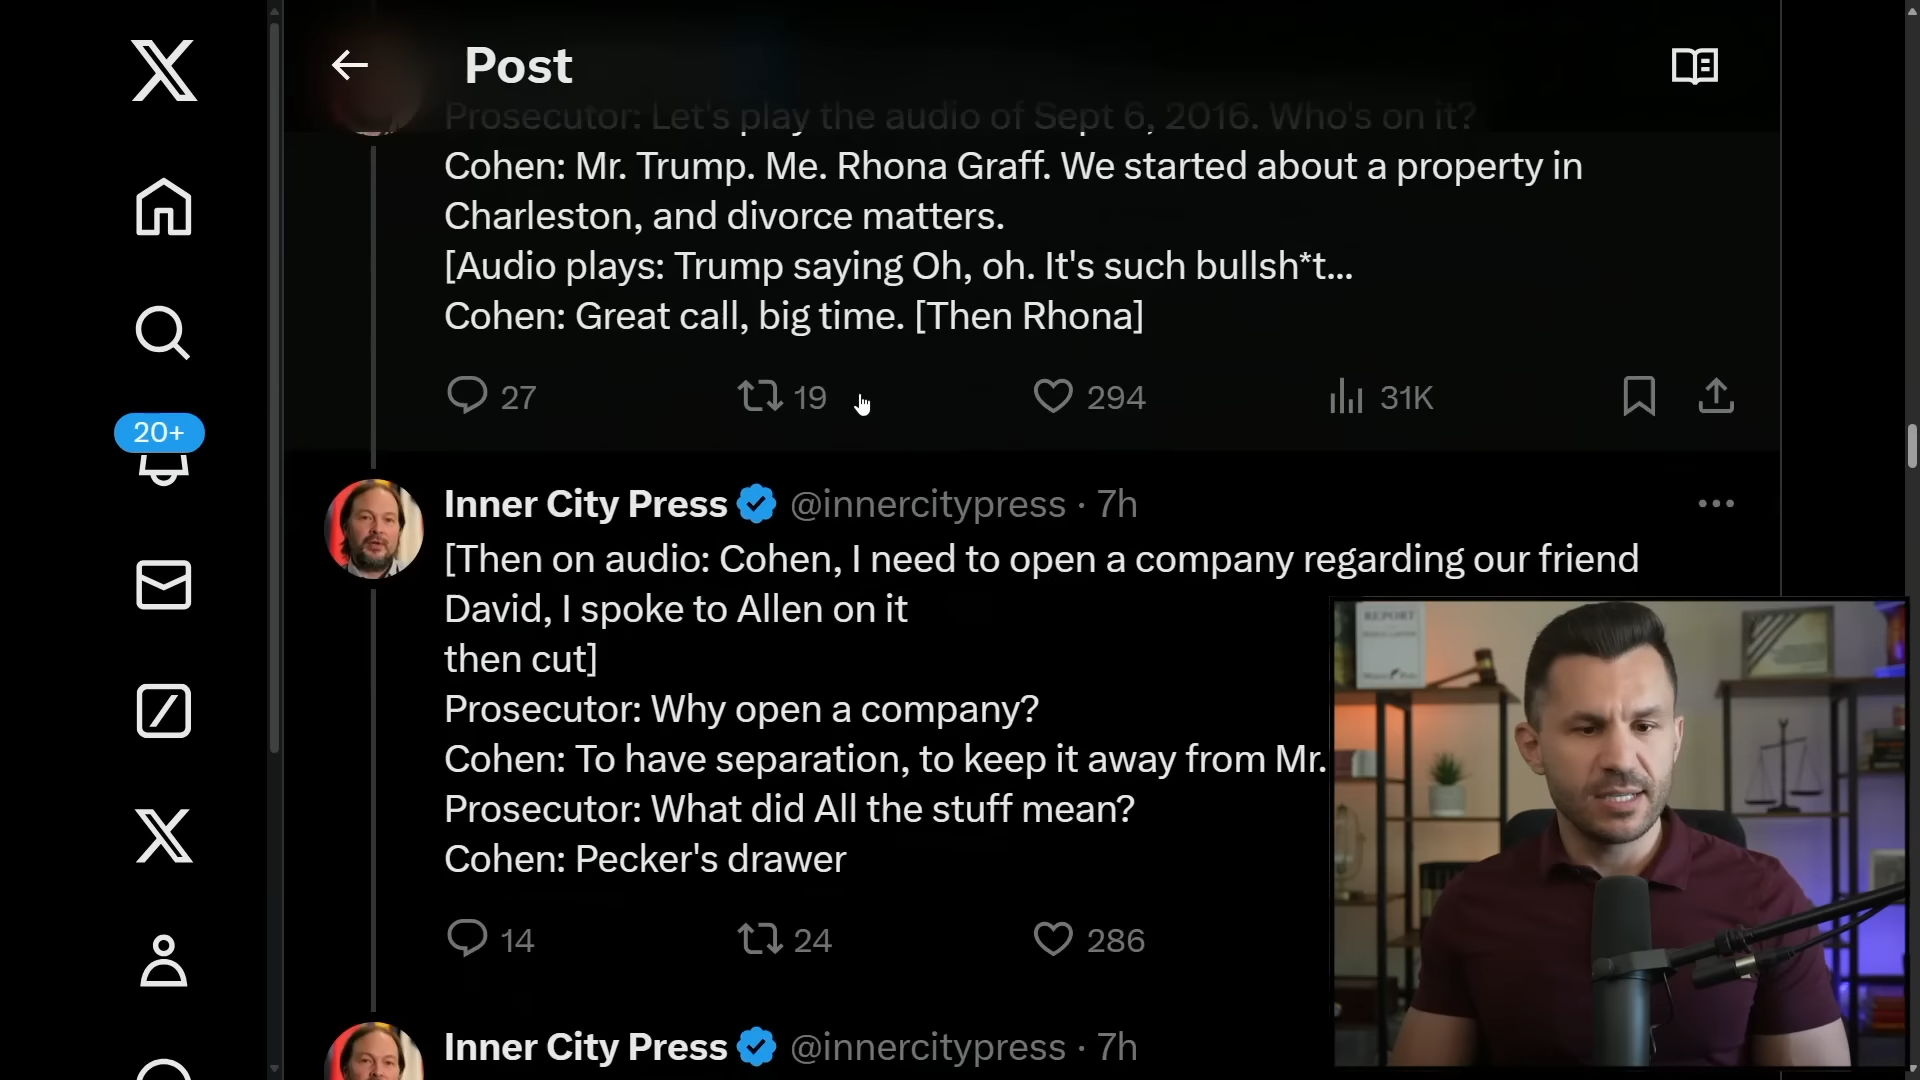 Post
Prosecutor: Let's play the audio of Sept 6, 2016. Who's on it?
Cohen: Mr. Trump. Me. Rhona Graff. We started about a property in
Charleston, and divorce matters.
[Audio plays: Trump saying Oh, oh. It's such bullsh*t...
Cohen: Great call, big time. [Then Rhona]
27 19 294 31K
20+
Inner City Press @innercitypress · 7h
[Then on audio: Cohen, I need to open a company regarding our friend
David, I spoke to Allen on it
then cut]
Prosecutor: Why open a company?
Cohen: To have separation, to keep it away from Mr.
Prosecutor: What did All the stuff mean?
Cohen: Pecker's drawer
14 24 286
Inner City Press @innercitypress · 7h
REPORT